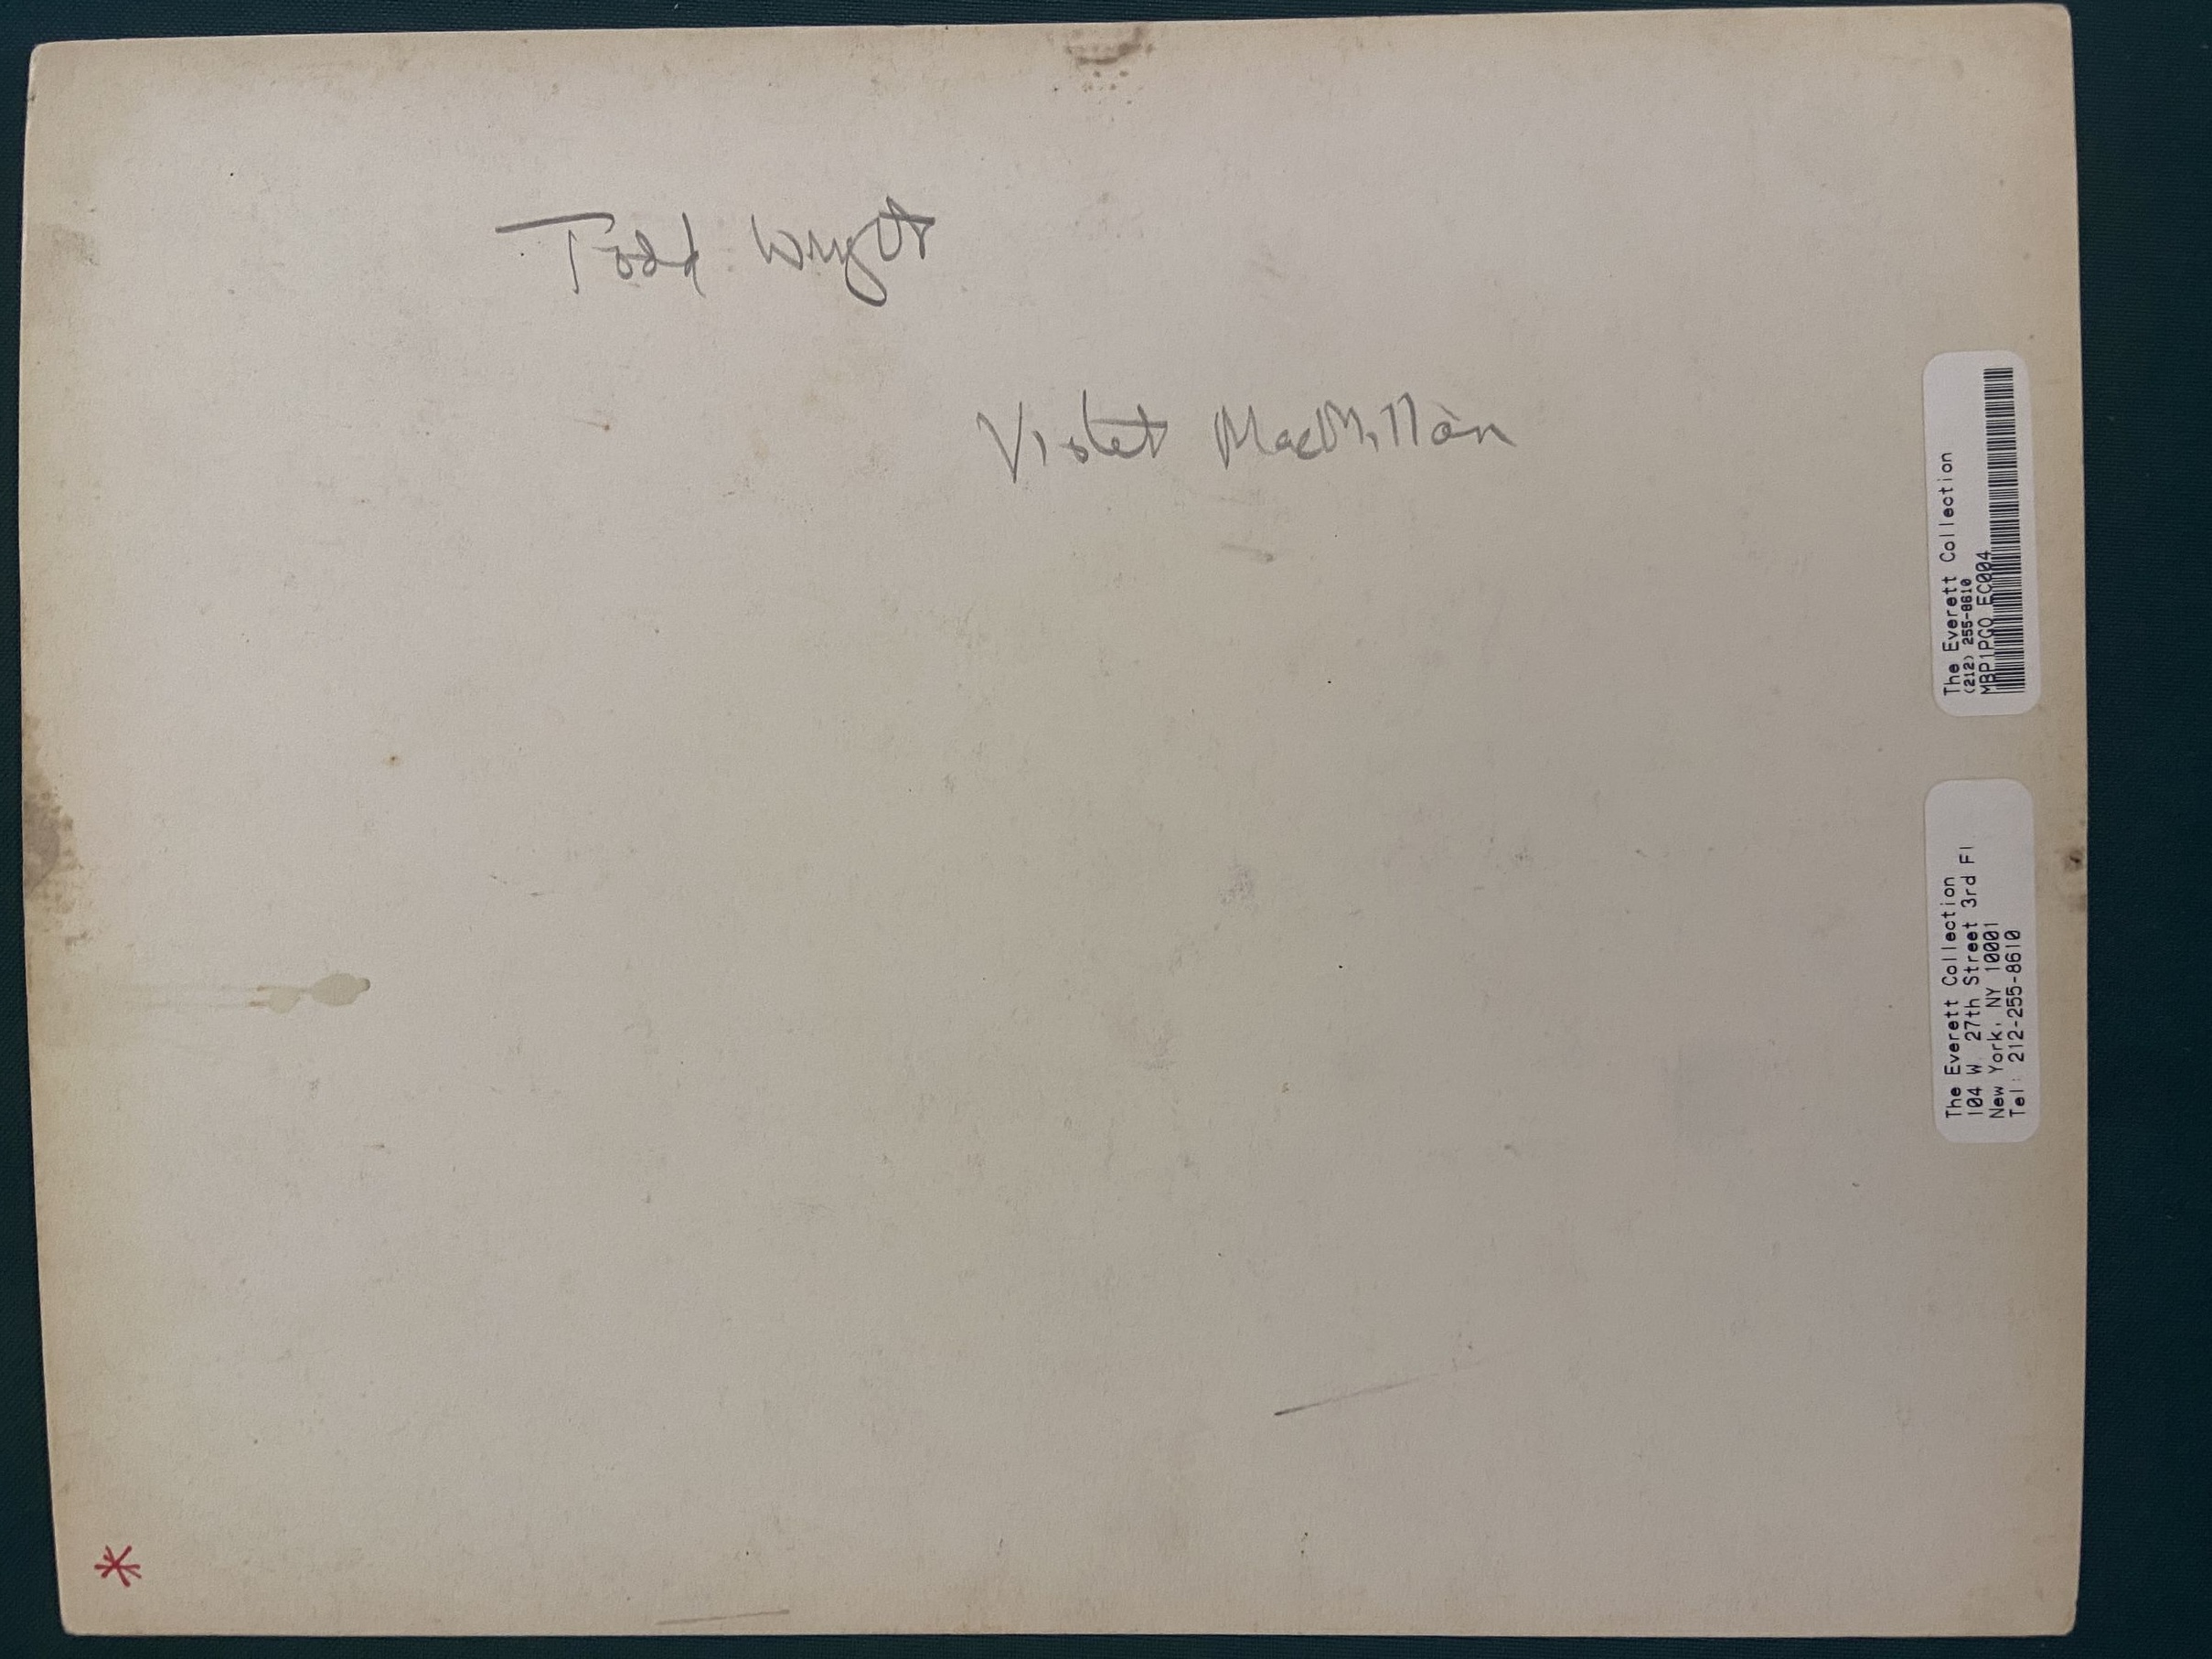 Todd Wright
Violet MacMillan
The Everett Collection
(212) 255-8610
MBP1PGO EC004
The Everett Collection
104 W 27th Street 3rd Fl
New York, NY 10001
Tel: 212-255-8610